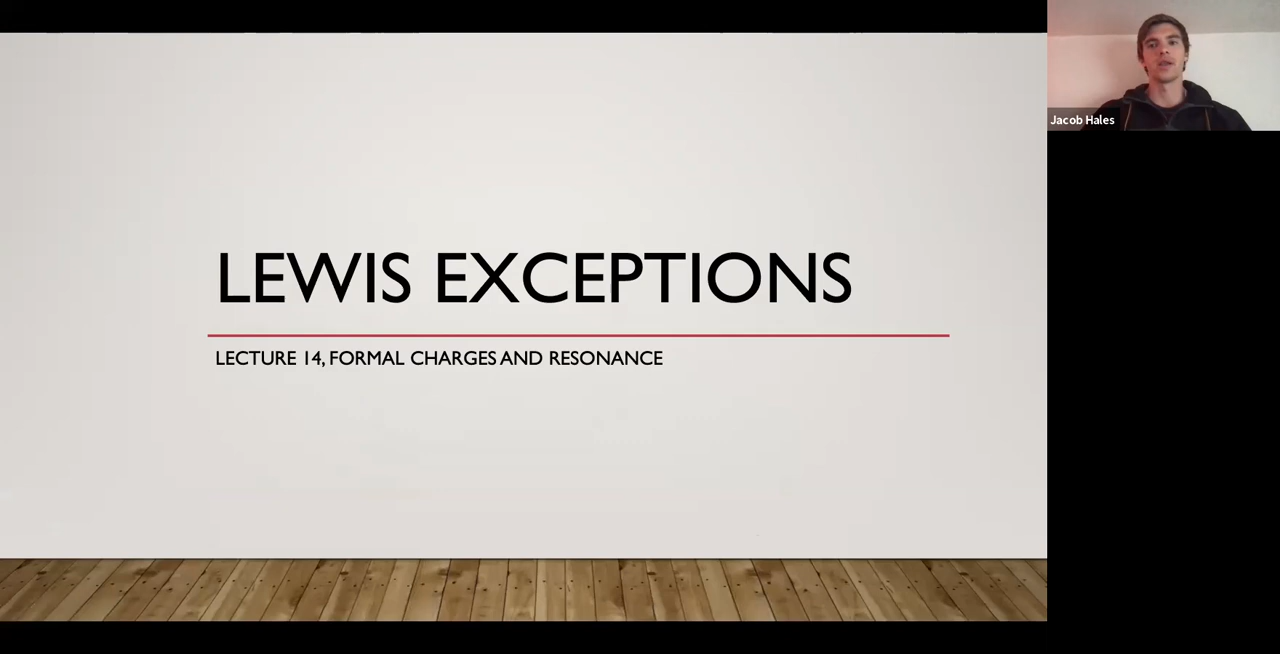 LEWIS EXCEPTIONS
LECTURE 14, FORMAL CHARGES AND RESONANCE
Jacob Hales